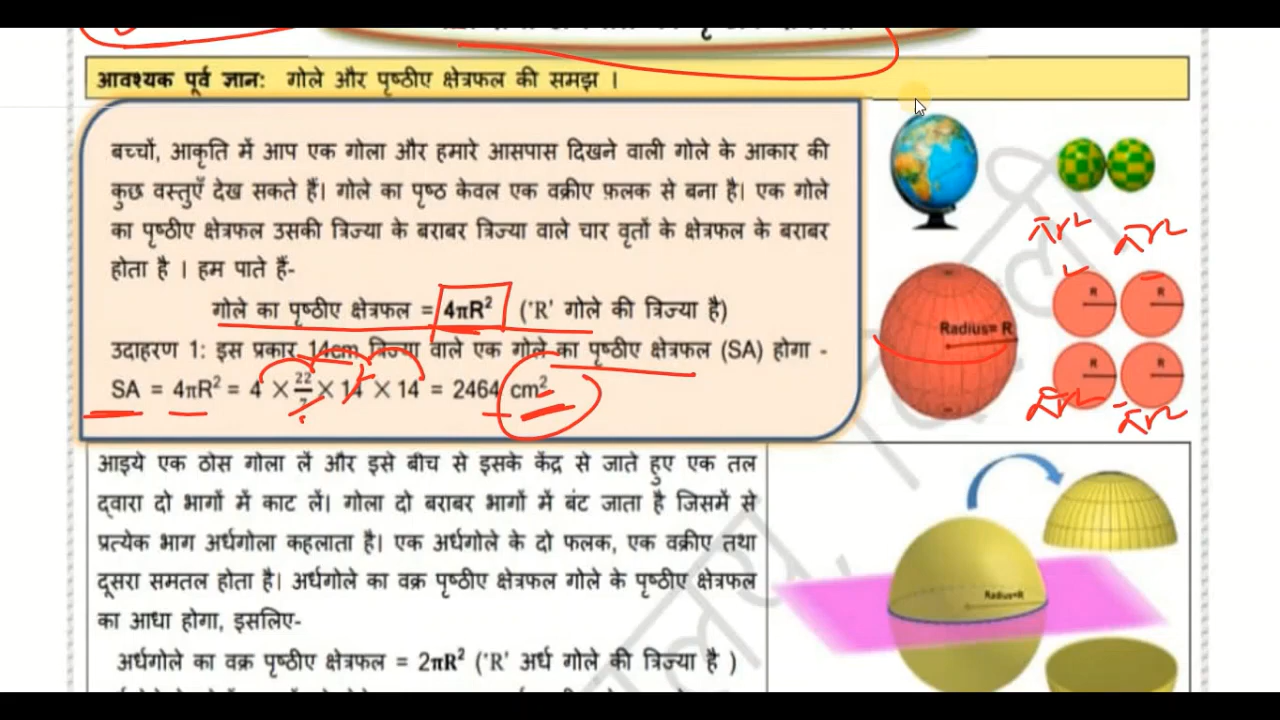 आवश्यक पूर्व ज्ञान: गोले और पृष्ठीए क्षेत्रफल की समझ ।
बच्चों, आकृति में आप एक गोला और हमारे आसपास दिखने वाली गोले के आकार की
कुछ वस्तुएँ देख सकते हैं। गोले का पृष्ठ केवल एक वक्रीए फ़लक से बना है। एक गोले
का पृष्ठीए क्षेत्रफल उसकी त्रिज्या के बराबर त्रिज्या वाले चार वृतों के क्षेत्रफल के बराबर
होता है । हम पाते हैं-
गोले का पृष्ठीए क्षेत्रफल = 4πR² ('R' गोले की त्रिज्या है)
उदाहरण 1: इस प्रकार 14cm त्रिज्या वाले एक गोले का पृष्ठीए क्षेत्रफल (SA) होगा -
SA = 4πR² = 4 × 22/7 × 14 × 14 = 2464 cm²
πr² πr²
R R
Radius= R
R R
πr² πr²
आइये एक ठोस गोला लें और इसे बीच से इसके केंद्र से जाते हुए एक तल
द्वारा दो भागों में काट लें। गोला दो बराबर भागों में बंट जाता है जिसमें से
प्रत्येक भाग अर्धगोला कहलाता है। एक अर्धगोले के दो फलक, एक वक्रीए तथा
दूसरा समतल होता है। अर्धगोले का वक्र पृष्ठीए क्षेत्रफल गोले के पृष्ठीए क्षेत्रफल
का आधा होगा, इसलिए-
अर्धगोले का वक्र पृष्ठीए क्षेत्रफल = 2πR² ('R' अर्ध गोले की त्रिज्या है )
Radius=R